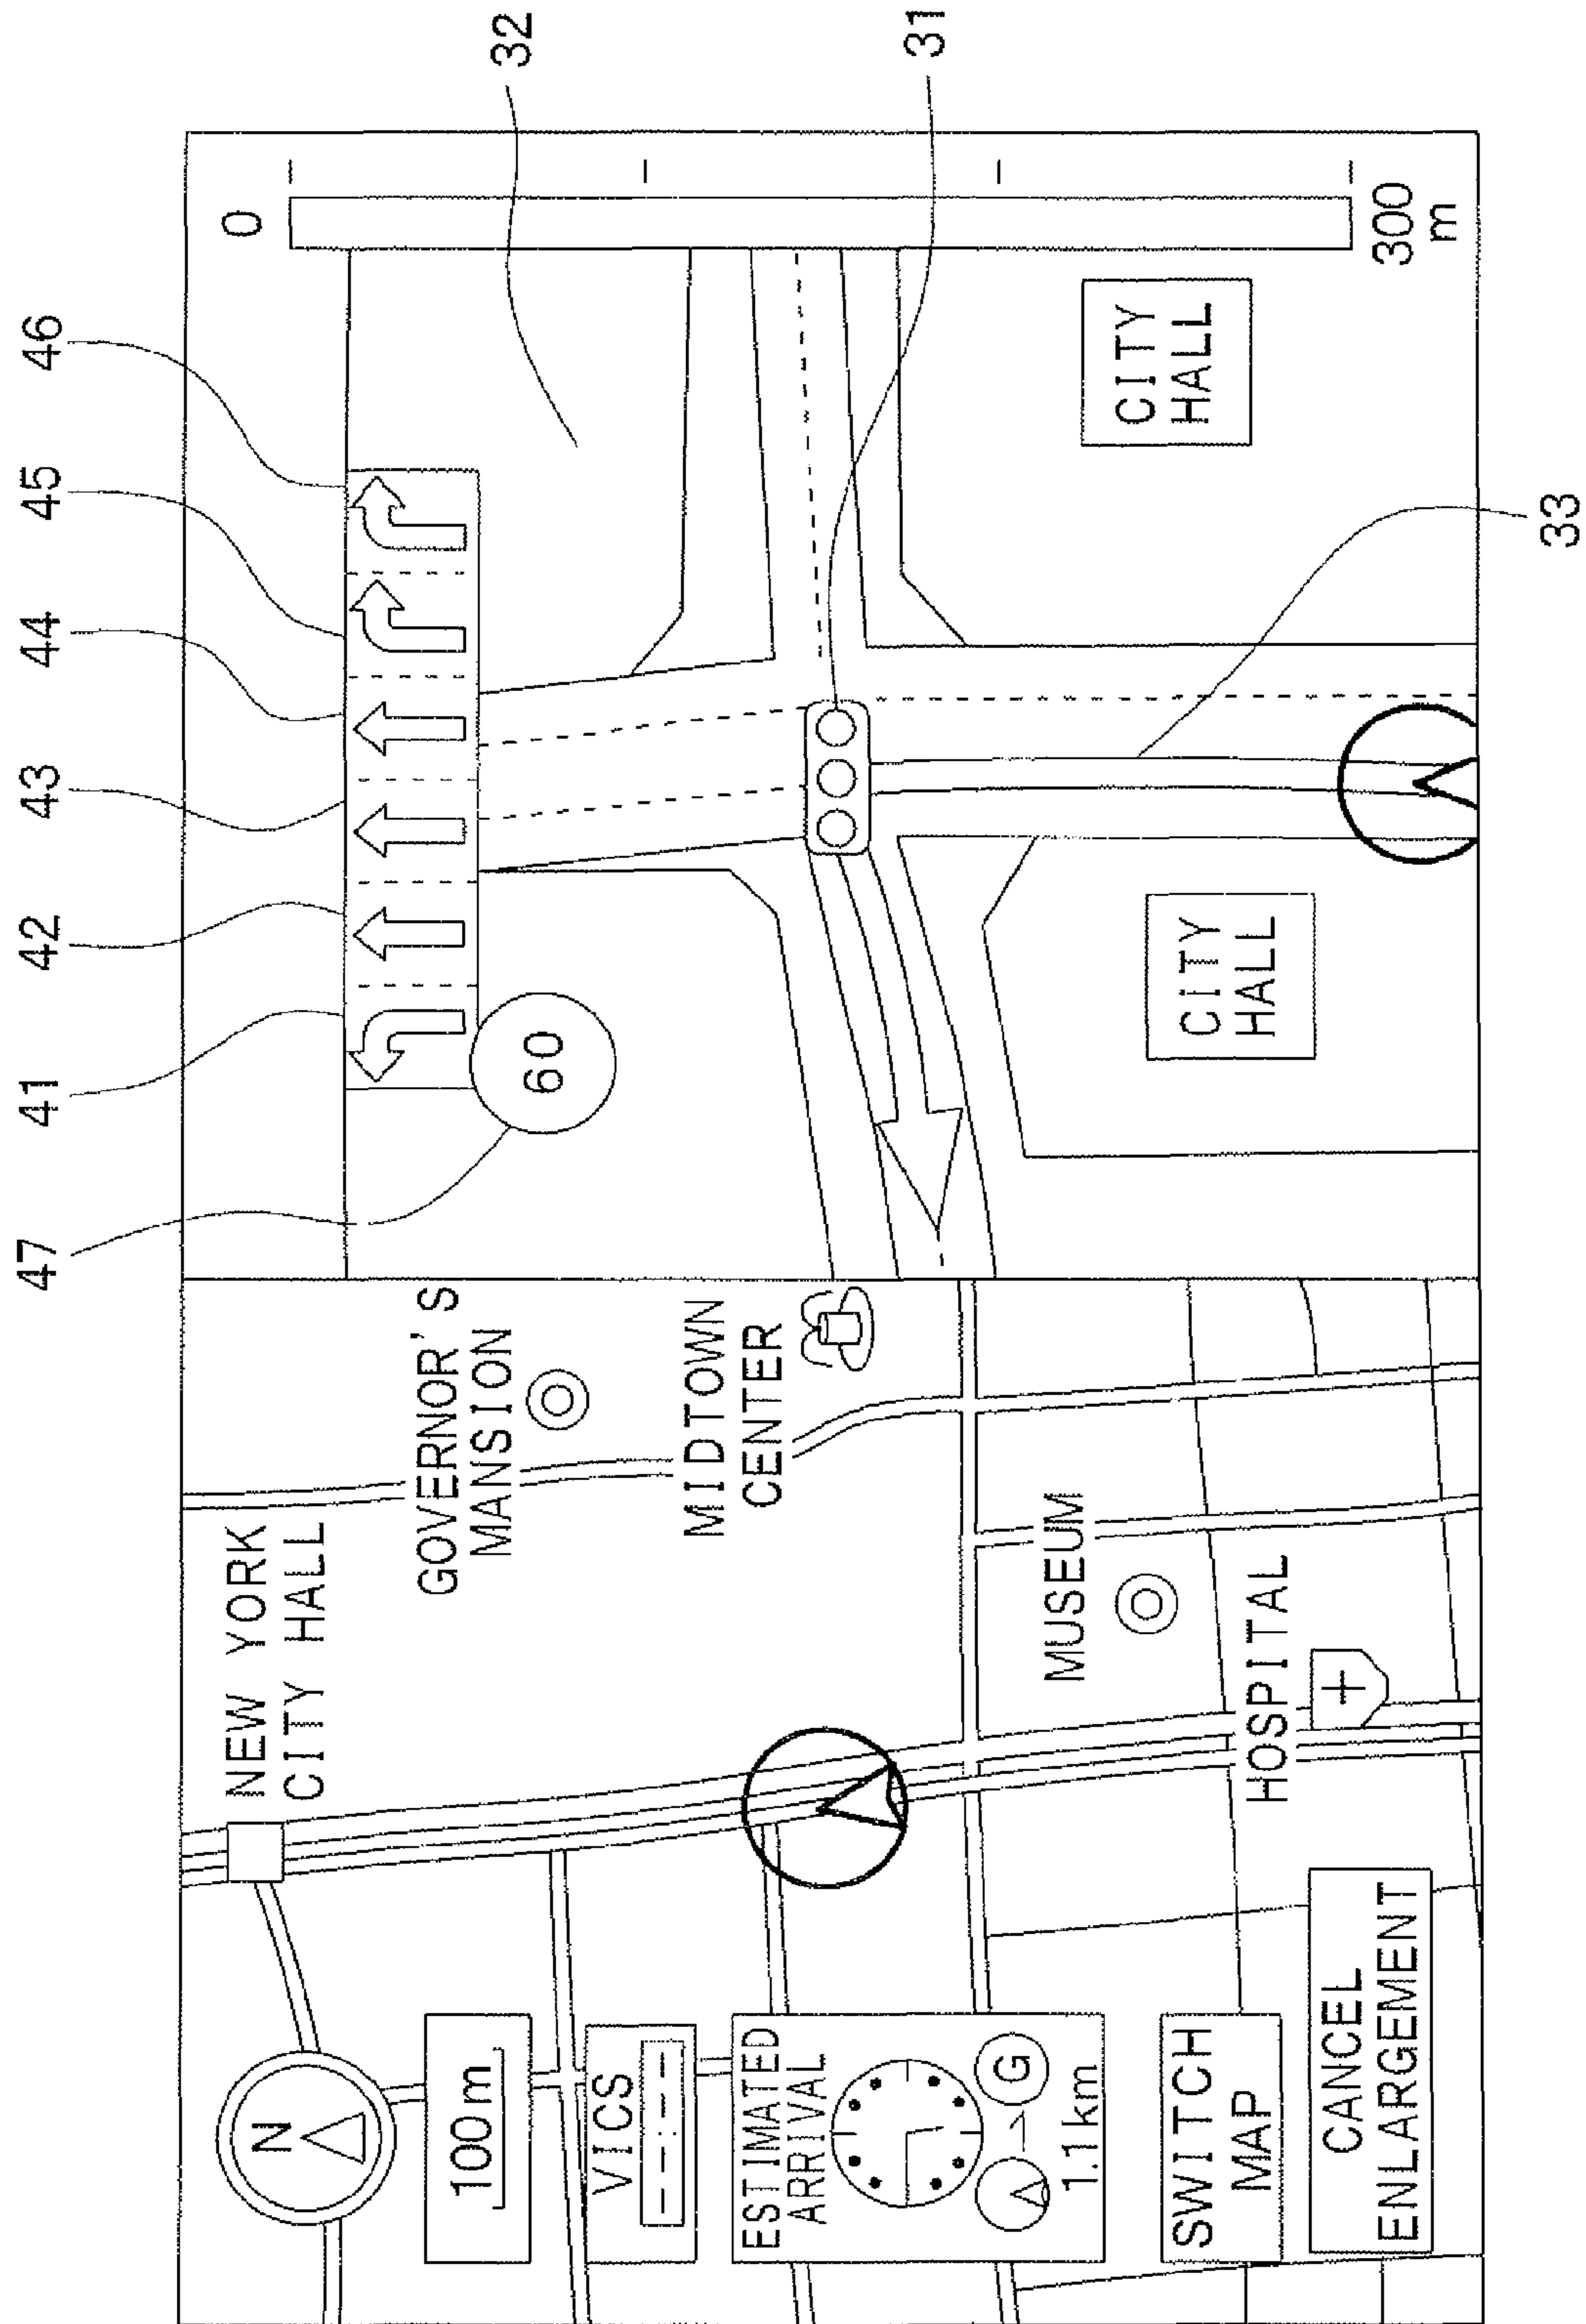 47
41
42
43
44
45
46
32
31
33
N
100m
VICS
ESTIMATED
ARRIVAL
G
1.1km
SWITCH
MAP
CANCEL
ENLARGEMENT
NEW YORK
CITY HALL
GOVERNOR'S
MANSION
MIDTOWN
CENTER
MUSEUM
HOSPITAL
60
CITY
HALL
CITY
HALL
0
300
m